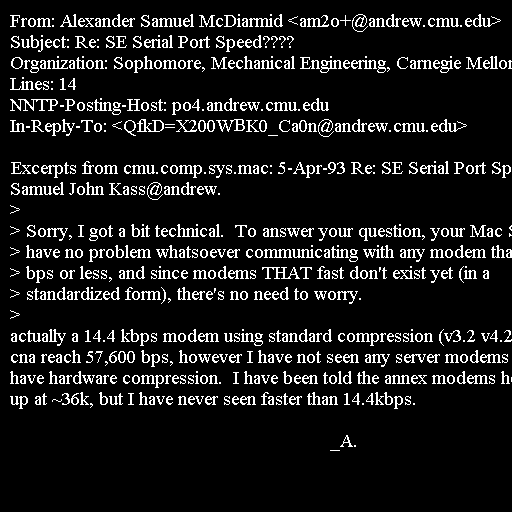 From: Alexander Samuel McDiarmid <am2o+@andrew.cmu.edu>
Subject: Re: SE Serial Port Speed????
Organization: Sophomore, Mechanical Engineering, Carnegie
Lines: 14
NNTP-Posting-Host: po4.andrew.cmu.edu
In-Reply-To: <QfkD=X200WBK0_Ca0n@andrew.cmu.edu>
Excerpts from cmu.comp.sys.mac: 5-Apr-93 Re: SE Serial Port
Samuel John Kass@andrew.
>
> Sorry, I got a bit technical.  To answer your question, your Mac
> have no problem whatsoever communicating with any modem
> bps or less, and since modems THAT fast don't exist yet (in a
> standardized form), there's no need to worry.
>
actually a 14.4 kbps modem using standard compression (v3.2
cna reach 57,600 bps, however I have not seen any server modems
have hardware compression.  I have been told the annex modems
up at ~36k, but I have never seen faster than 14.4kbps.
_A.